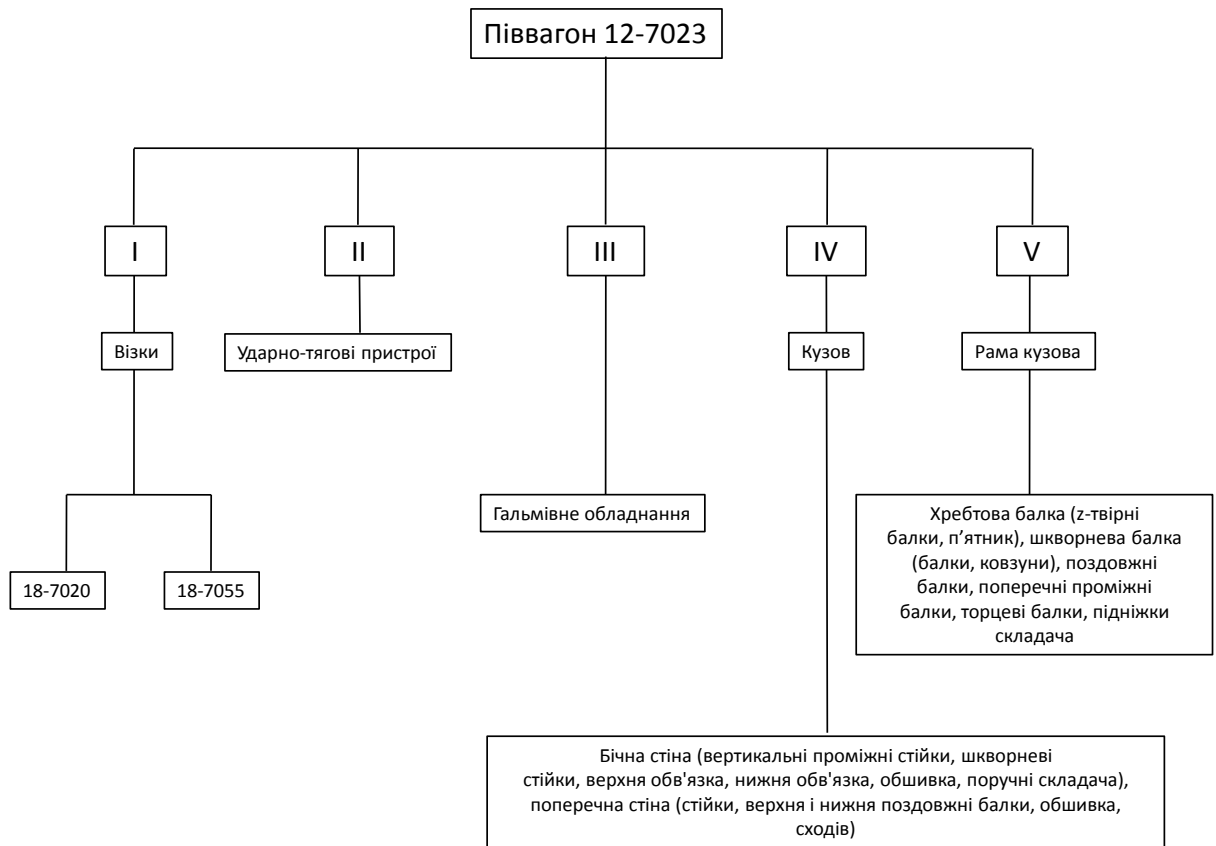 Піввагон 12-7023
I
II
III
IV
V
Візки
Ударно-тягові пристрої
Кузов
Рама кузова
Гальмівне обладнання
Хребтова балка (z-твірні
балки, п’ятник), шкворнева балка
(балки, ковзуни), поздовжні
балки, поперечні проміжні
балки, торцеві балки, підніжки
складача
18-7020
18-7055
Бічна стіна (вертикальні проміжні стійки, шкворневі
стійки, верхня обв'язка, нижня обв'язка, обшивка, поручні складача),
поперечна стіна (стійки, верхня і нижня поздовжні балки, обшивка,
сходів)